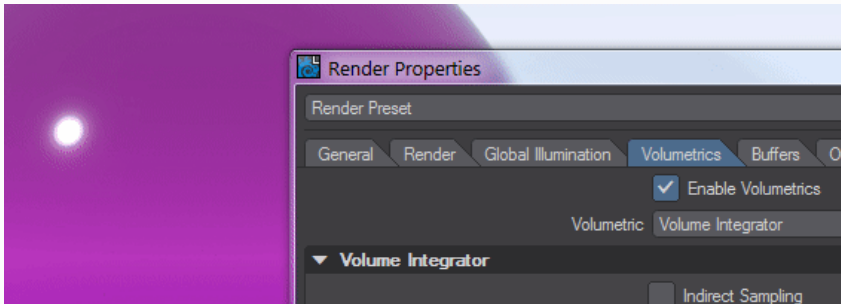 Render Properties
Render Preset
General Render Global Illumination Volumetrics Buffers
Enable Volumetrics
Volumetric Volume Integrator
Volume Integrator
Indirect Sampling